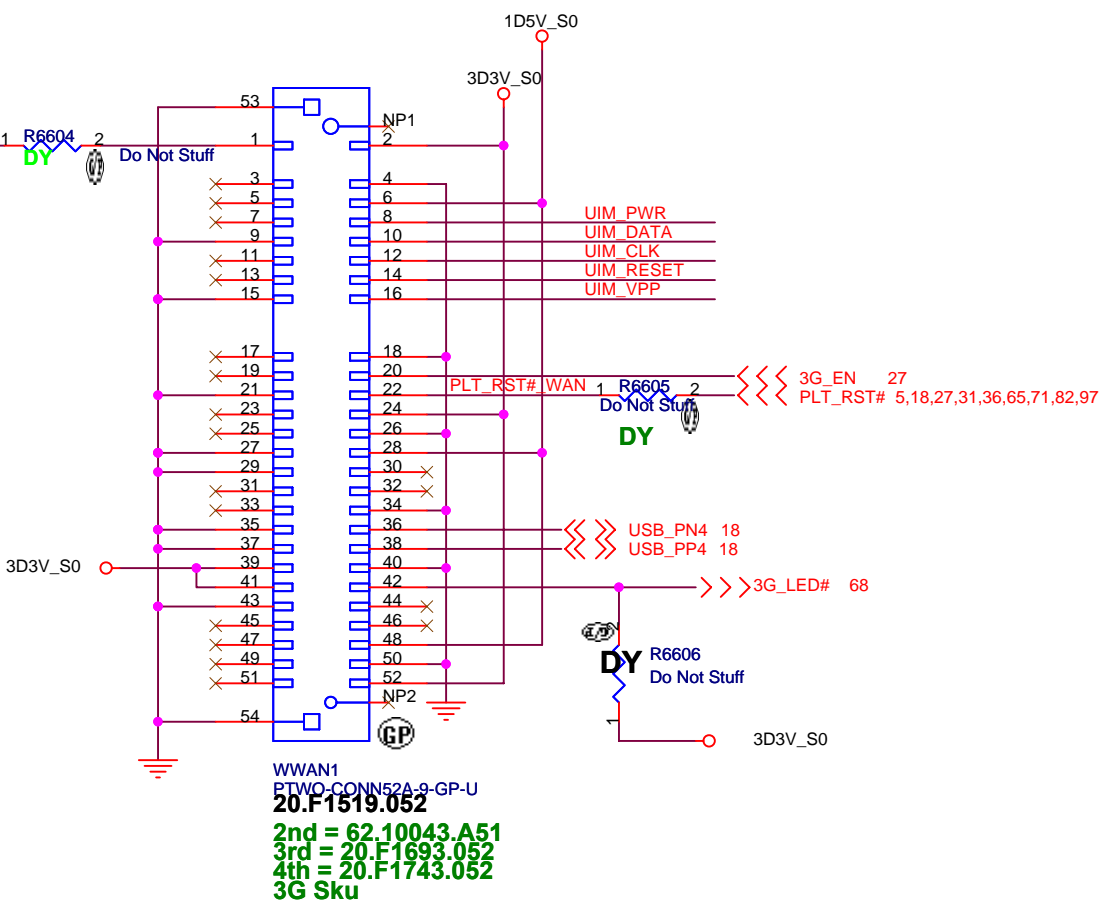 1D5V_S0
3D3V_S0
53
NP1
1 R6604 2 1 2
DY Do Not Stuff
3 4
5 6
7 8 UIM_PWR
9 10 UIM_DATA
11 12 UIM_CLK
13 14 UIM_RESET
15 16 UIM_VPP
17 18
19 20 3G_EN 27
21 22 PLT_RST#_WAN 1 R6605 2 PLT_RST# 5,18,27,31,36,65,71,82,97
Do Not Stuff
23 24
DY
25 26
27 28
29 30
31 32
33 34
35 36 USB_PN4 18
37 38 USB_PP4 18
3D3V_S0 39 40
41 42 3G_LED# 68
43 44
45 46 2
47 48
49 50 DY R6606
51 52 Do Not Stuff
NP2
54 1
GP
3D3V_S0
WWAN1
PTWO-CONN52A-9-GP-U
20.F1519.052
2nd = 62.10043.A51
3rd = 20.F1693.052
4th = 20.F1743.052
3G Sku